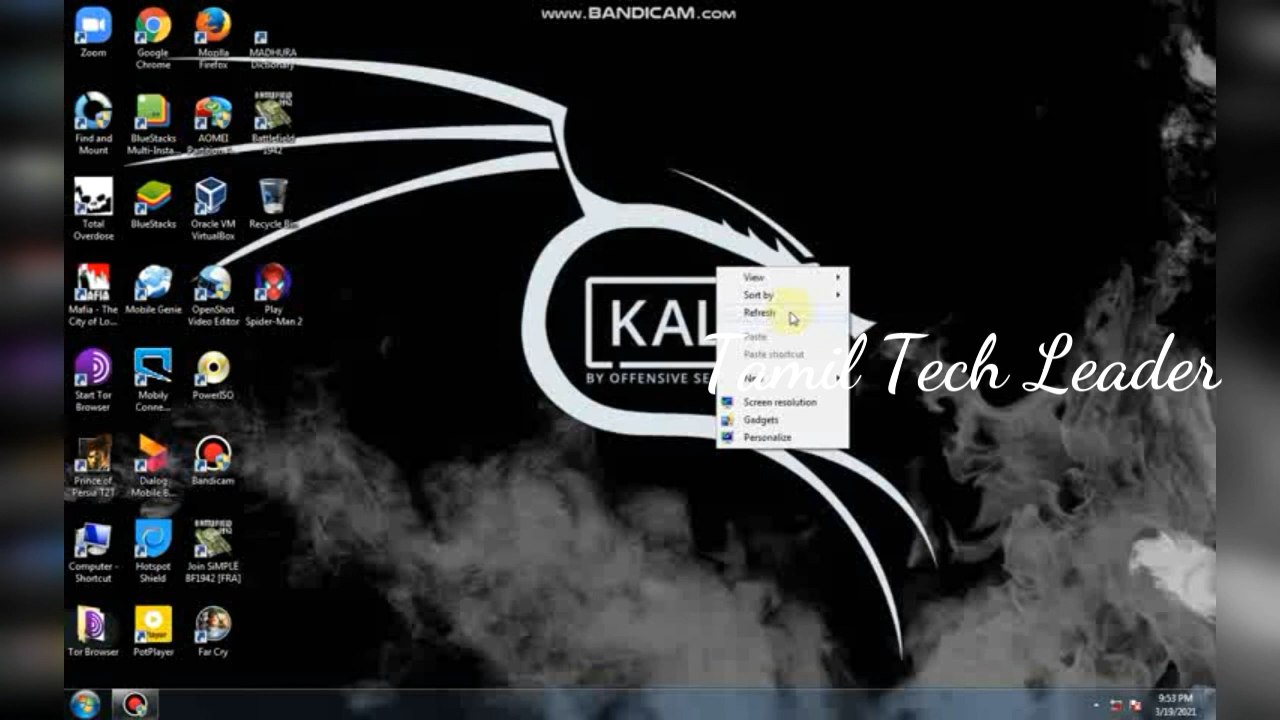 www.BANDICAM.com
Zoom
Google
Chrome
Mozilla
Firefox
MADHURA
Dictionary
Find and
Mount
BlueStacks
Multi-Insta...
AOMEI
Partition
Battlefield
1942
Total
Overdose
BlueStacks
Oracle VM
VirtualBox
Recycle Bin
Mafia - The
City of Lo...
Mobile Genie
OpenShot
Video Editor
Play
Spider-Man 2
Start Tor
Browser
Mobily
Conne...
PowerISO
Prince of
Persia T2T
Dialog
Mobile B...
Bandicam
Computer -
Shortcut
Hotspot
Shield
Join SiMPLE
BF1942 [FRA]
Tor Browser
PotPlayer
Far Cry
KAL
BY OFFENSIVE SE
View
Sort by
Refresh
Paste
Paste shortcut
Screen resolution
Gadgets
Personalize
Tamil Tech Leader
9:53 PM
3/19/2021